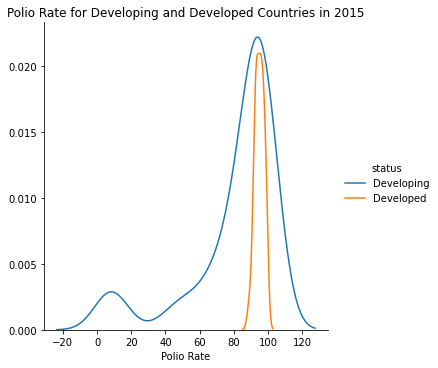 Polio Rate for Developing and Developed Countries in 2015
0.020
0.015
0.010
0.005
0.000
−20 0 20 40 60 80 100 120
Polio Rate
status
Developing
Developed